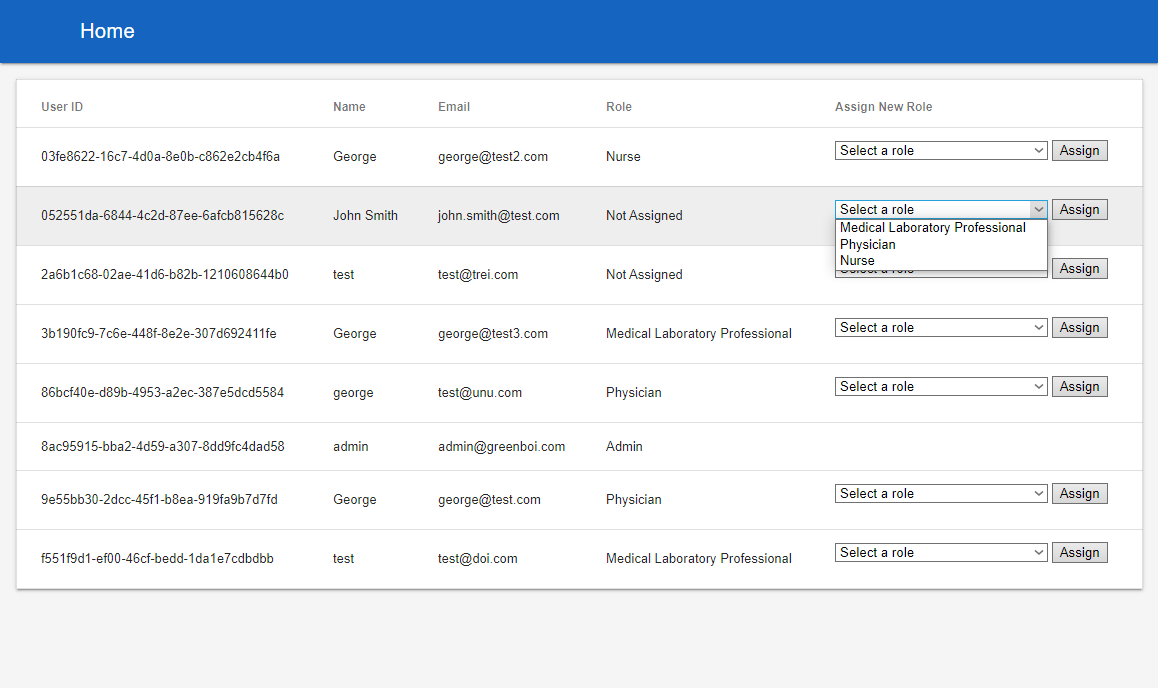 Home
User ID Name Email Role Assign New Role
03fe8622-16c7-4d0a-8e0b-c862e2cb4f6a George george@test2.com Nurse Select a role Assign
052551da-6844-4c2d-87ee-6afcb815628c John Smith john.smith@test.com Not Assigned Select a role Assign
Medical Laboratory Professional
Physician
Nurse
2a6b1c68-02ae-41d6-b82b-1210608644b0 test test@trei.com Not Assigned Select a role Assign
3b190fc9-7c6e-448f-8e2e-307d692411fe George george@test3.com Medical Laboratory Professional Select a role Assign
86bcf40e-d89b-4953-a2ec-387e5dcd5584 george test@unu.com Physician Select a role Assign
8ac95915-bba2-4d59-a307-8dd9fc4dad58 admin admin@greenboi.com Admin
9e55bb30-2dcc-45f1-b8ea-919fa9b7d7fd George george@test.com Physician Select a role Assign
f551f9d1-ef00-46cf-bedd-1da1e7cdbdbb test test@doi.com Medical Laboratory Professional Select a role Assign